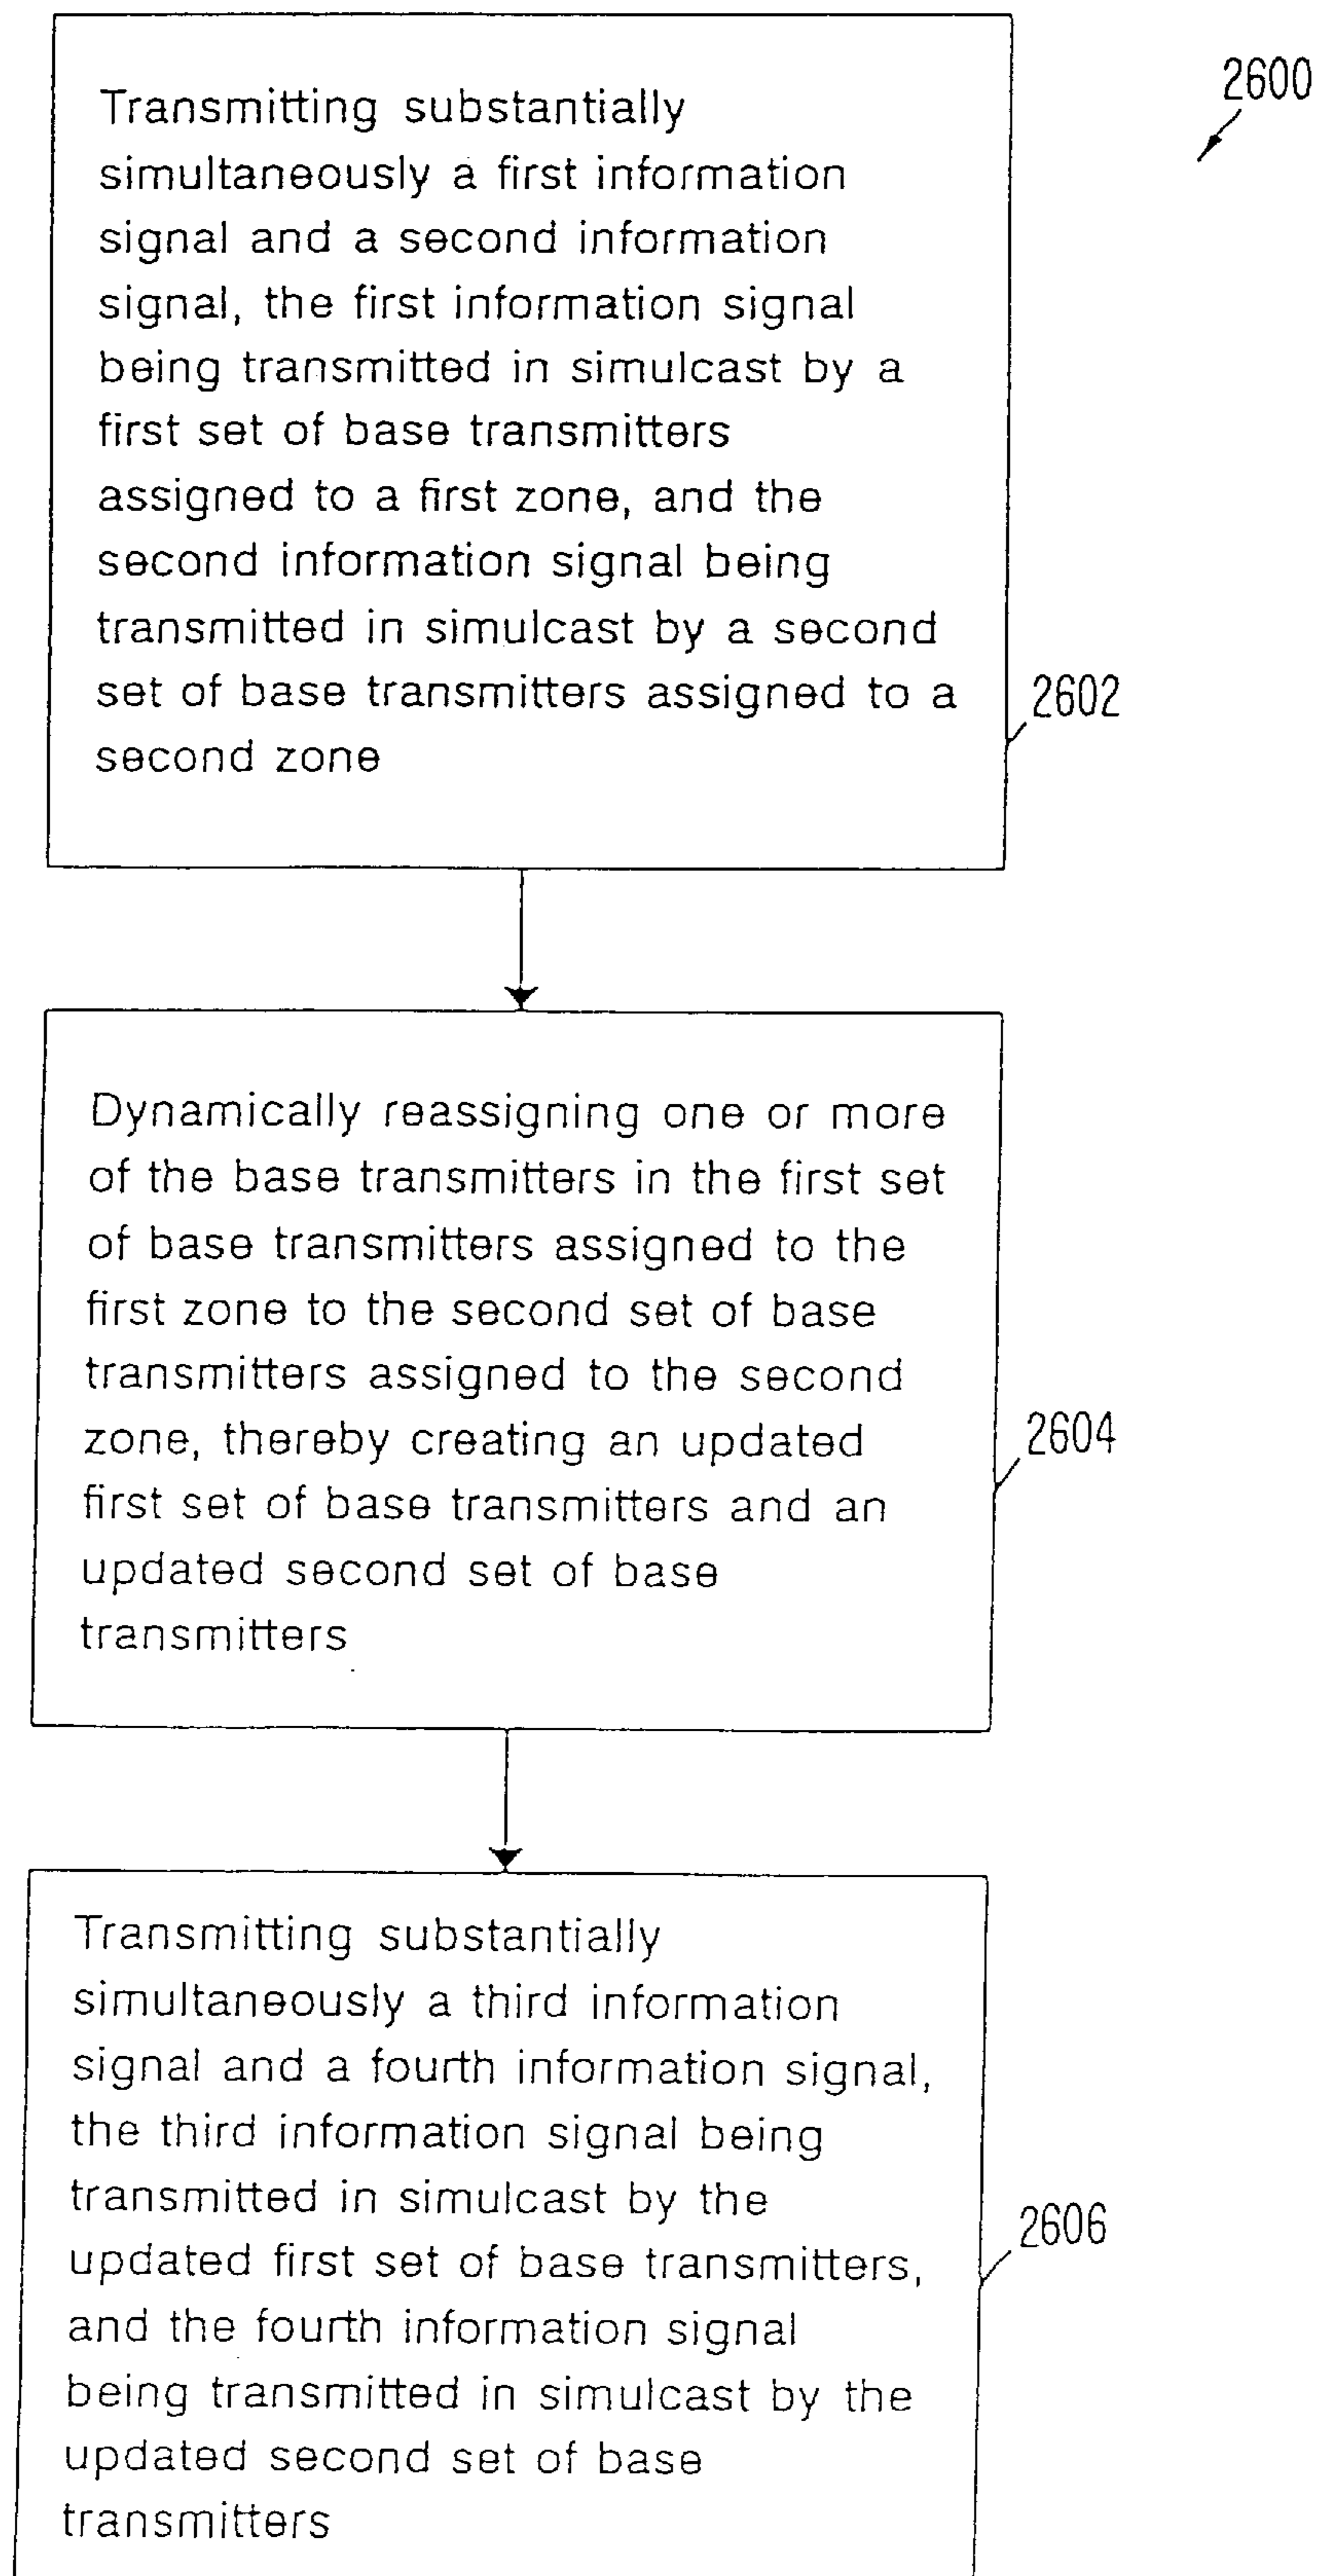 2600
Transmitting substantially
simultaneously a first information
signal and a second information
signal, the first information signal
being transmitted in simulcast by a
first set of base transmitters
assigned to a first zone, and the
second information signal being
transmitted in simulcast by a second
set of base transmitters assigned to a
second zone
2602
Dynamically reassigning one or more
of the base transmitters in the first set
of base transmitters assigned to the
first zone to the second set of base
transmitters assigned to the second
zone, thereby creating an updated
first set of base transmitters and an
updated second set of base
transmitters
2604
Transmitting substantially
simultaneously a third information
signal and a fourth information signal,
the third information signal being
transmitted in simulcast by the
updated first set of base transmitters,
and the fourth information signal
being transmitted in simulcast by the
updated second set of base
transmitters
2606